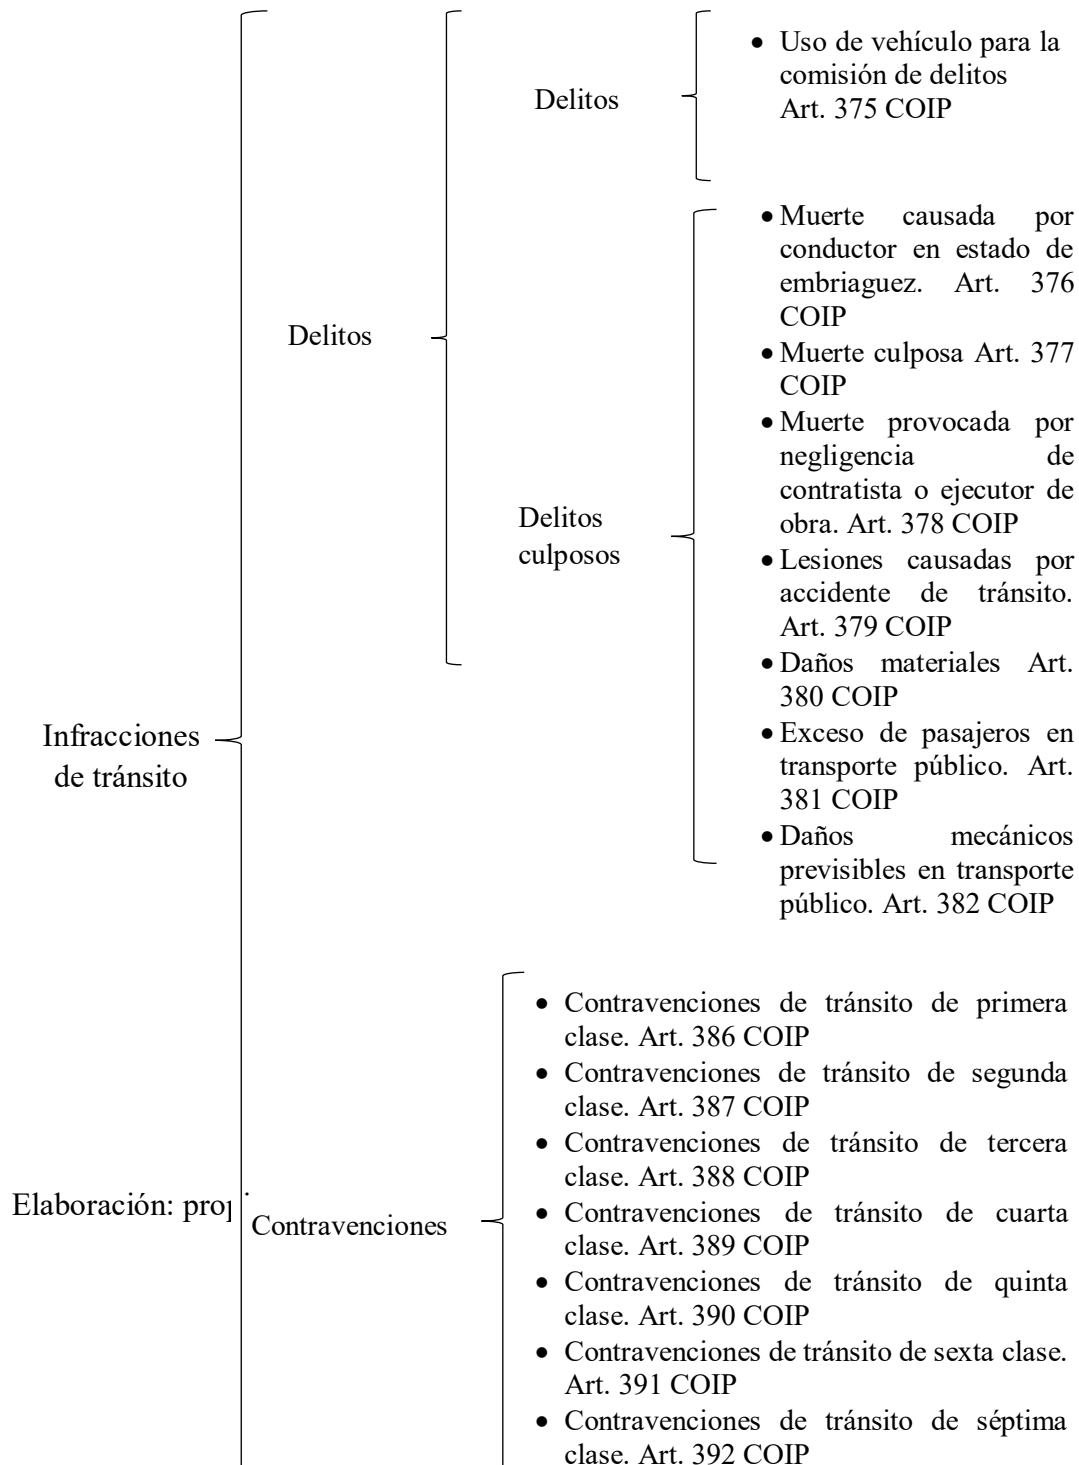 Infracciones
de tránsito
Delitos
Delitos
• Uso de vehículo para la
comisión de delitos
Art. 375 COIP
Delitos
culposos
• Muerte causada por
conductor en estado de
embriaguez. Art. 376
COIP
• Muerte culposa Art. 377
COIP
• Muerte provocada por
negligencia de
contratista o ejecutor de
obra. Art. 378 COIP
• Lesiones causadas por
accidente de tránsito.
Art. 379 COIP
• Daños materiales Art.
380 COIP
• Exceso de pasajeros en
transporte público. Art.
381 COIP
• Daños mecánicos
previsibles en transporte
público. Art. 382 COIP
Contravenciones
• Contravenciones de tránsito de primera
clase. Art. 386 COIP
• Contravenciones de tránsito de segunda
clase. Art. 387 COIP
• Contravenciones de tránsito de tercera
clase. Art. 388 COIP
• Contravenciones de tránsito de cuarta
clase. Art. 389 COIP
• Contravenciones de tránsito de quinta
clase. Art. 390 COIP
• Contravenciones de tránsito de sexta clase.
Art. 391 COIP
• Contravenciones de tránsito de séptima
clase. Art. 392 COIP
Elaboración: